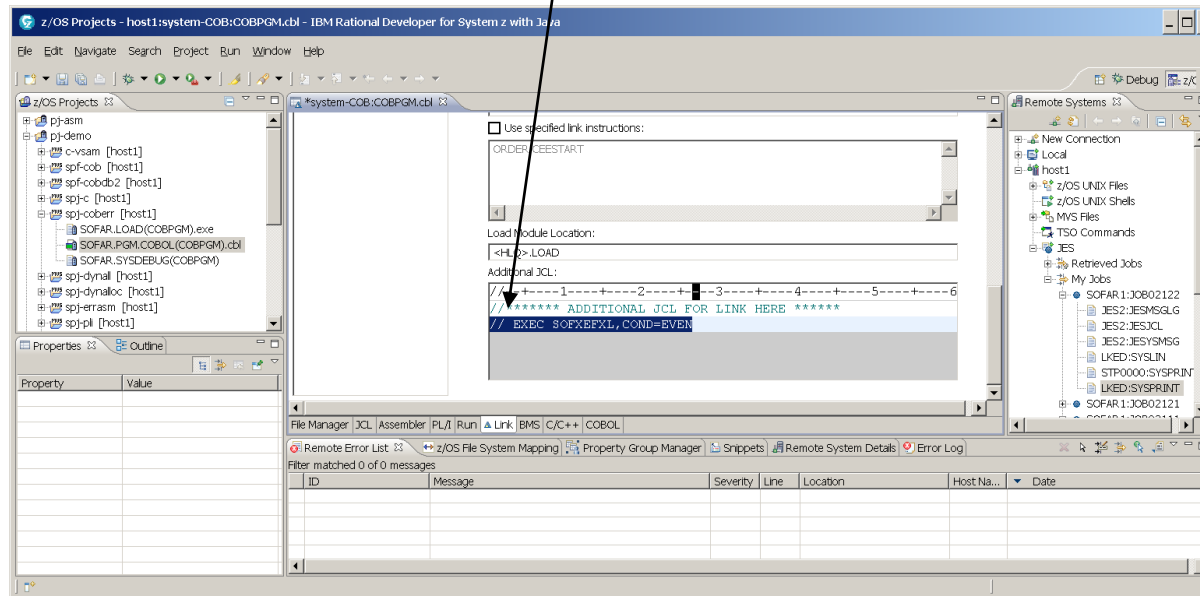 z/OS Projects - host1:system-COB:COBPGM.cbl - IBM Rational Developer for System z with Java
File Edit Navigate Search Project Run Window Help
Debug z/
z/OS Projects
pj-asm
pj-demo
c-vsam [host1]
spf-cob [host1]
spf-cobdb2 [host1]
spj-c [host1]
spj-coberr [host1]
SOFAR.LOAD(COBPGM).exe
SOFAR.PGM.COBOL(COBPGM).cbl
SOFAR.SYSDEBUG(COBPGM)
spj-dynall [host1]
spj-dynalloc [host1]
spj-errasm [host1]
spj-pli [host1]
Properties Outline
Property Value
*system-COB:COBPGM.cbl
Use specified link instructions:
ORDER CEESTART
Load Module Location:
<HLQ>.LOAD
Additional JCL:
//--+----1----+----2----+----3----+----4----+----5----+----6
//******* ADDITIONAL JCL FOR LINK HERE ******
// EXEC SOFXEFXL,COND=EVEN
File Manager JCL Assembler PL/I Run Link BMS C/C++ COBOL
Remote Systems
New Connection
Local
host1
z/OS UNIX Files
z/OS UNIX Shells
MVS Files
TSO Commands
JES
Retrieved Jobs
My Jobs
SOFAR1:JOB02122
JES2:JESMSGLG
JES2:JESJCL
JES2:JESYSMSG
LKED:SYSLIN
STP0000:SYSPRINT
LKED:SYSPRINT
SOFAR1:JOB02121
Remote Error List z/OS File System Mapping Property Group Manager Snippets Remote System Details Error Log
Filter matched 0 of 0 messages
ID Message Severity Line Location Host Na... Date